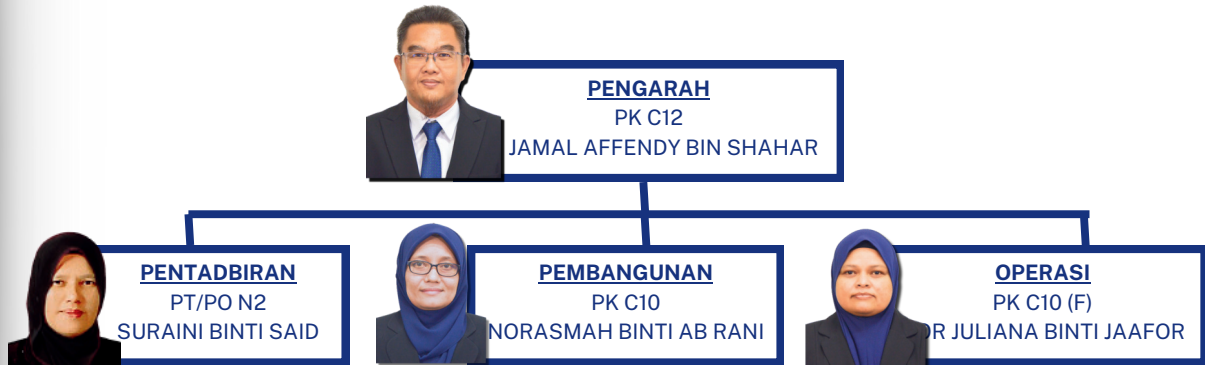 PENGARAH
PK C12
JAMAL AFFENDY BIN SHAHAR
PENTADBIRAN
PT/PO N2
SURAINI BINTI SAID
PEMBANGUNAN
PK C10
NORASMAH BINTI AB RANI
OPERASI
PK C10 (F)
JULIANA BINTI JAAFOR